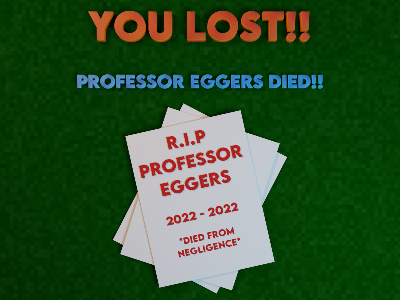 YOU LOST!!
PROFESSOR EGGERS DIED!!
R.I.P
PROFESSOR
EGGERS
2022 - 2022
"DIED FROM
NEGLIGENCE"